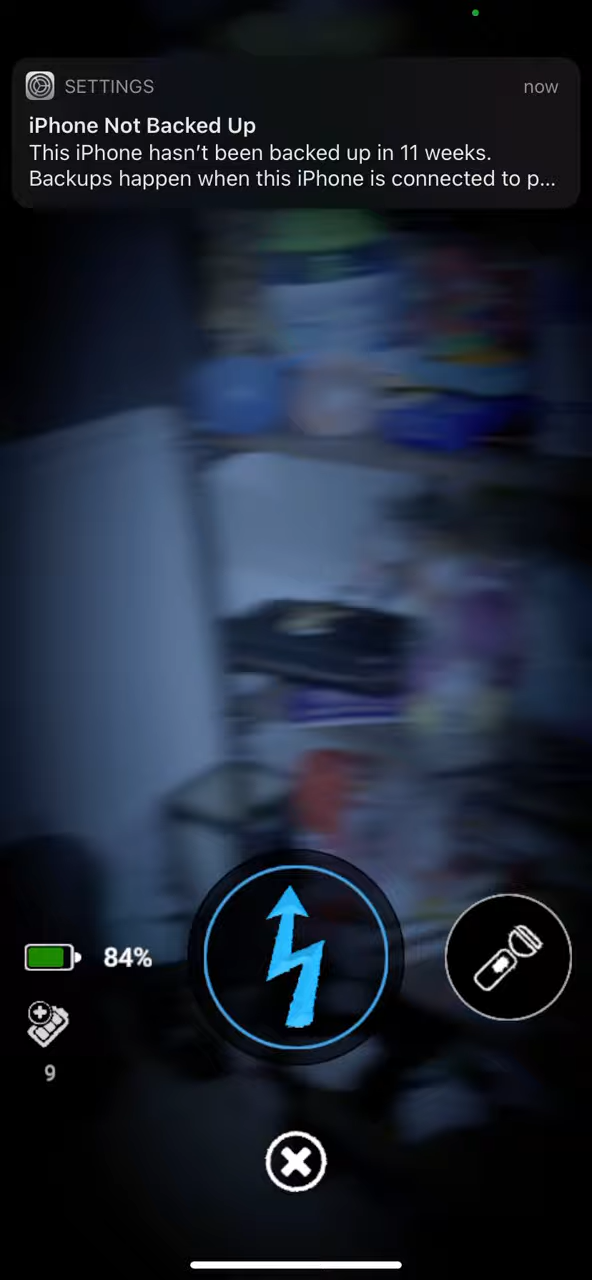 SETTINGS
now
iPhone Not Backed Up
This iPhone hasn't been backed up in 11 weeks.
Backups happen when this iPhone is connected to p...
84%
9